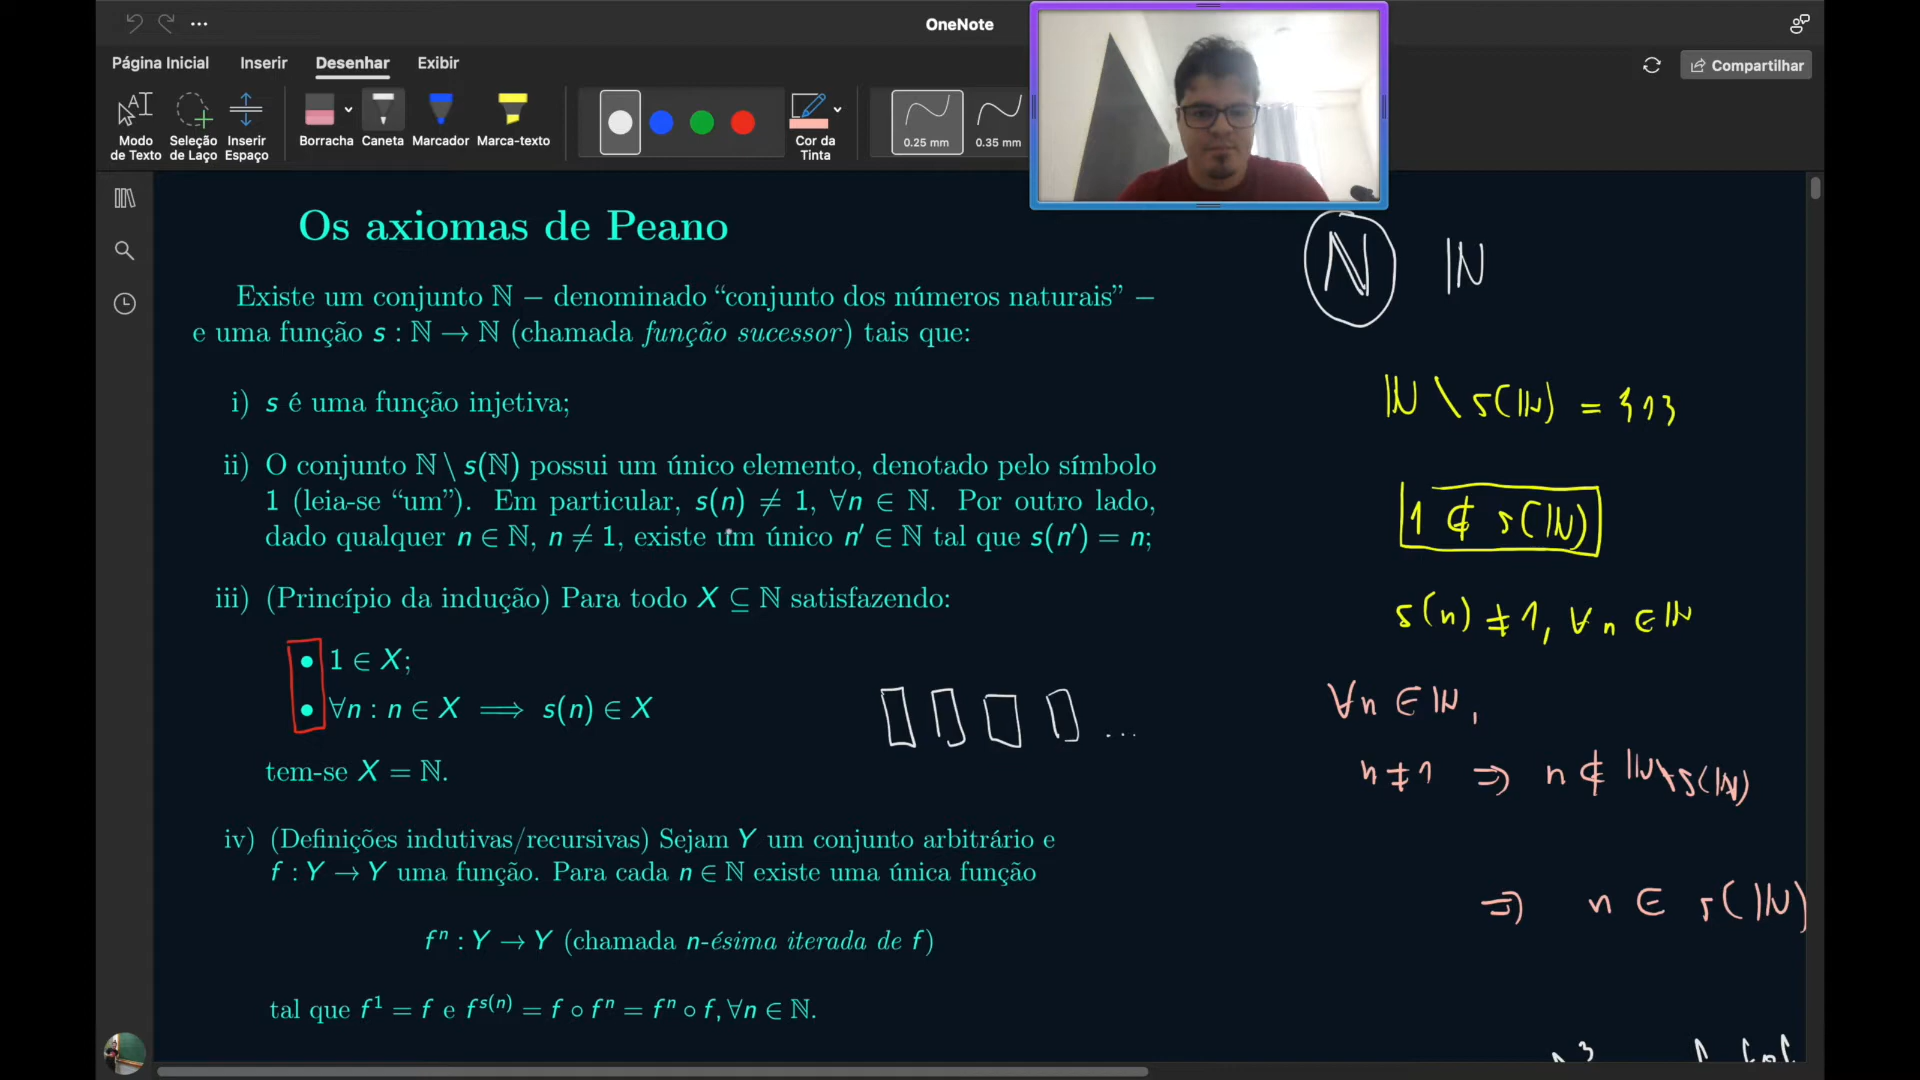 OneNote
Página Inicial Inserir Desenhar Exibir
Compartilhar
Modo de Texto
Seleção de Laço
Inserir Espaço
Borracha
Caneta
Marcador
Marca-texto
Cor da Tinta
0.25 mm
0.35 mm
Os axiomas de Peano
Existe um conjunto ℕ – denominado “conjunto dos números naturais” –
e uma função s : ℕ → ℕ (chamada função sucessor) tais que:
i) s é uma função injetiva;
ii) O conjunto ℕ \ s(ℕ) possui um único elemento, denotado pelo símbolo
1 (leia-se “um”). Em particular, s(n) ≠ 1, ∀n ∈ ℕ. Por outro lado,
dado qualquer n ∈ ℕ, n ≠ 1, existe um único n′ ∈ ℕ tal que s(n′) = n;
iii) (Princípio da indução) Para todo X ⊆ ℕ satisfazendo:
• 1 ∈ X;
• ∀n : n ∈ X ⟹ s(n) ∈ X
tem-se X = ℕ.
iv) (Definições indutivas/recursivas) Sejam Y um conjunto arbitrário e
f : Y → Y uma função. Para cada n ∈ ℕ existe uma única função
fⁿ : Y → Y (chamada n-ésima iterada de f)
tal que f¹ = f e f^{s(n)} = f ∘ fⁿ = fⁿ ∘ f, ∀n ∈ ℕ.
ℕ ℕ
ℕ \ s(ℕ) = {1}
1 ∉ s(ℕ)
s(n) ≠ 1, ∀n ∈ ℕ
∀n ∈ ℕ,
n ≠ 1 ⇒ n ∉ ℕ\s(ℕ)
⇒ n ∈ s(ℕ)
...